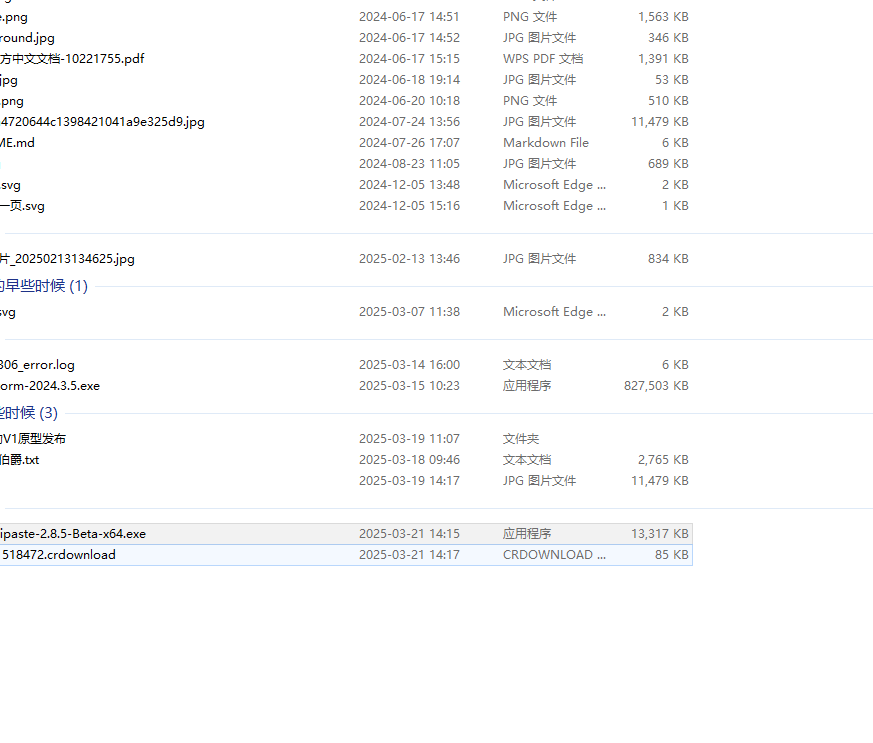 e.png 2024-06-17 14:51 PNG 文件 1,563 KB
round.jpg 2024-06-17 14:52 JPG 图片文件 346 KB
方中文文档-10221755.pdf 2024-06-17 15:15 WPS PDF 文档 1,391 KB
jpg 2024-06-18 19:14 JPG 图片文件 53 KB
.png 2024-06-20 10:18 PNG 文件 510 KB
4720644c1398421041a9e325d9.jpg 2024-07-24 13:56 JPG 图片文件 11,479 KB
ME.md 2024-07-26 17:07 Markdown File 6 KB
2024-08-23 11:05 JPG 图片文件 689 KB
.svg 2024-12-05 13:48 Microsoft Edge ... 2 KB
一页.svg 2024-12-05 15:16 Microsoft Edge ... 1 KB
片_20250213134625.jpg 2025-02-13 13:46 JPG 图片文件 834 KB
的早些时候 (1)
svg 2025-03-07 11:38 Microsoft Edge ... 2 KB
306_error.log 2025-03-14 16:00 文本文档 6 KB
orm-2024.3.5.exe 2025-03-15 10:23 应用程序 827,503 KB
些时候 (3)
V1原型发布 2025-03-19 11:07 文件夹
伯爵.txt 2025-03-18 09:46 文本文档 2,765 KB
2025-03-19 14:17 JPG 图片文件 11,479 KB
ipaste-2.8.5-Beta-x64.exe 2025-03-21 14:15 应用程序 13,317 KB
518472.crdownload 2025-03-21 14:17 CRDOWNLOAD ... 85 KB